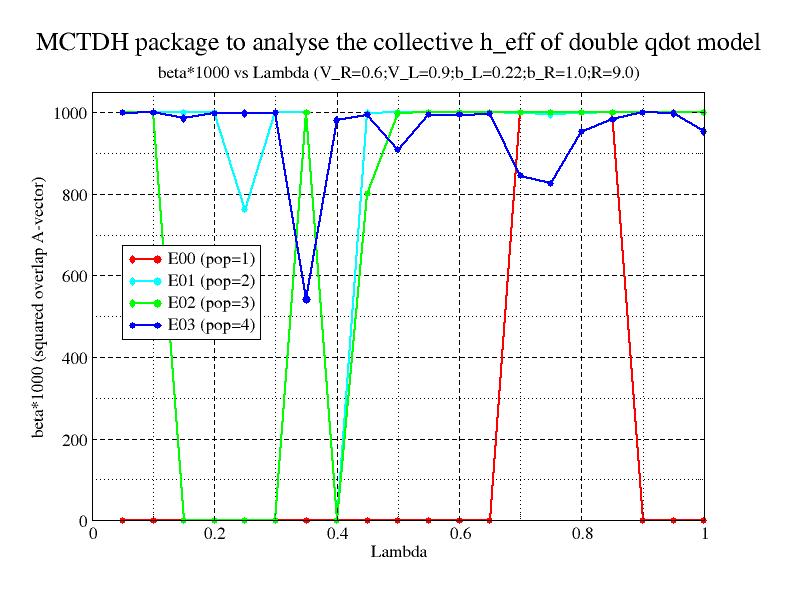 MCTDH package to analyse the collective h_eff of double qdot model
beta*1000 vs Lambda (V_R=0.6;V_L=0.9;b_L=0.22;b_R=1.0;R=9.0)
beta*1000 (squared overlap A-vector)
1000
800
600
400
200
0
E00 (pop=1)
E01 (pop=2)
E02 (pop=3)
E03 (pop=4)
0 0.2 0.4 0.6 0.8 1
Lambda